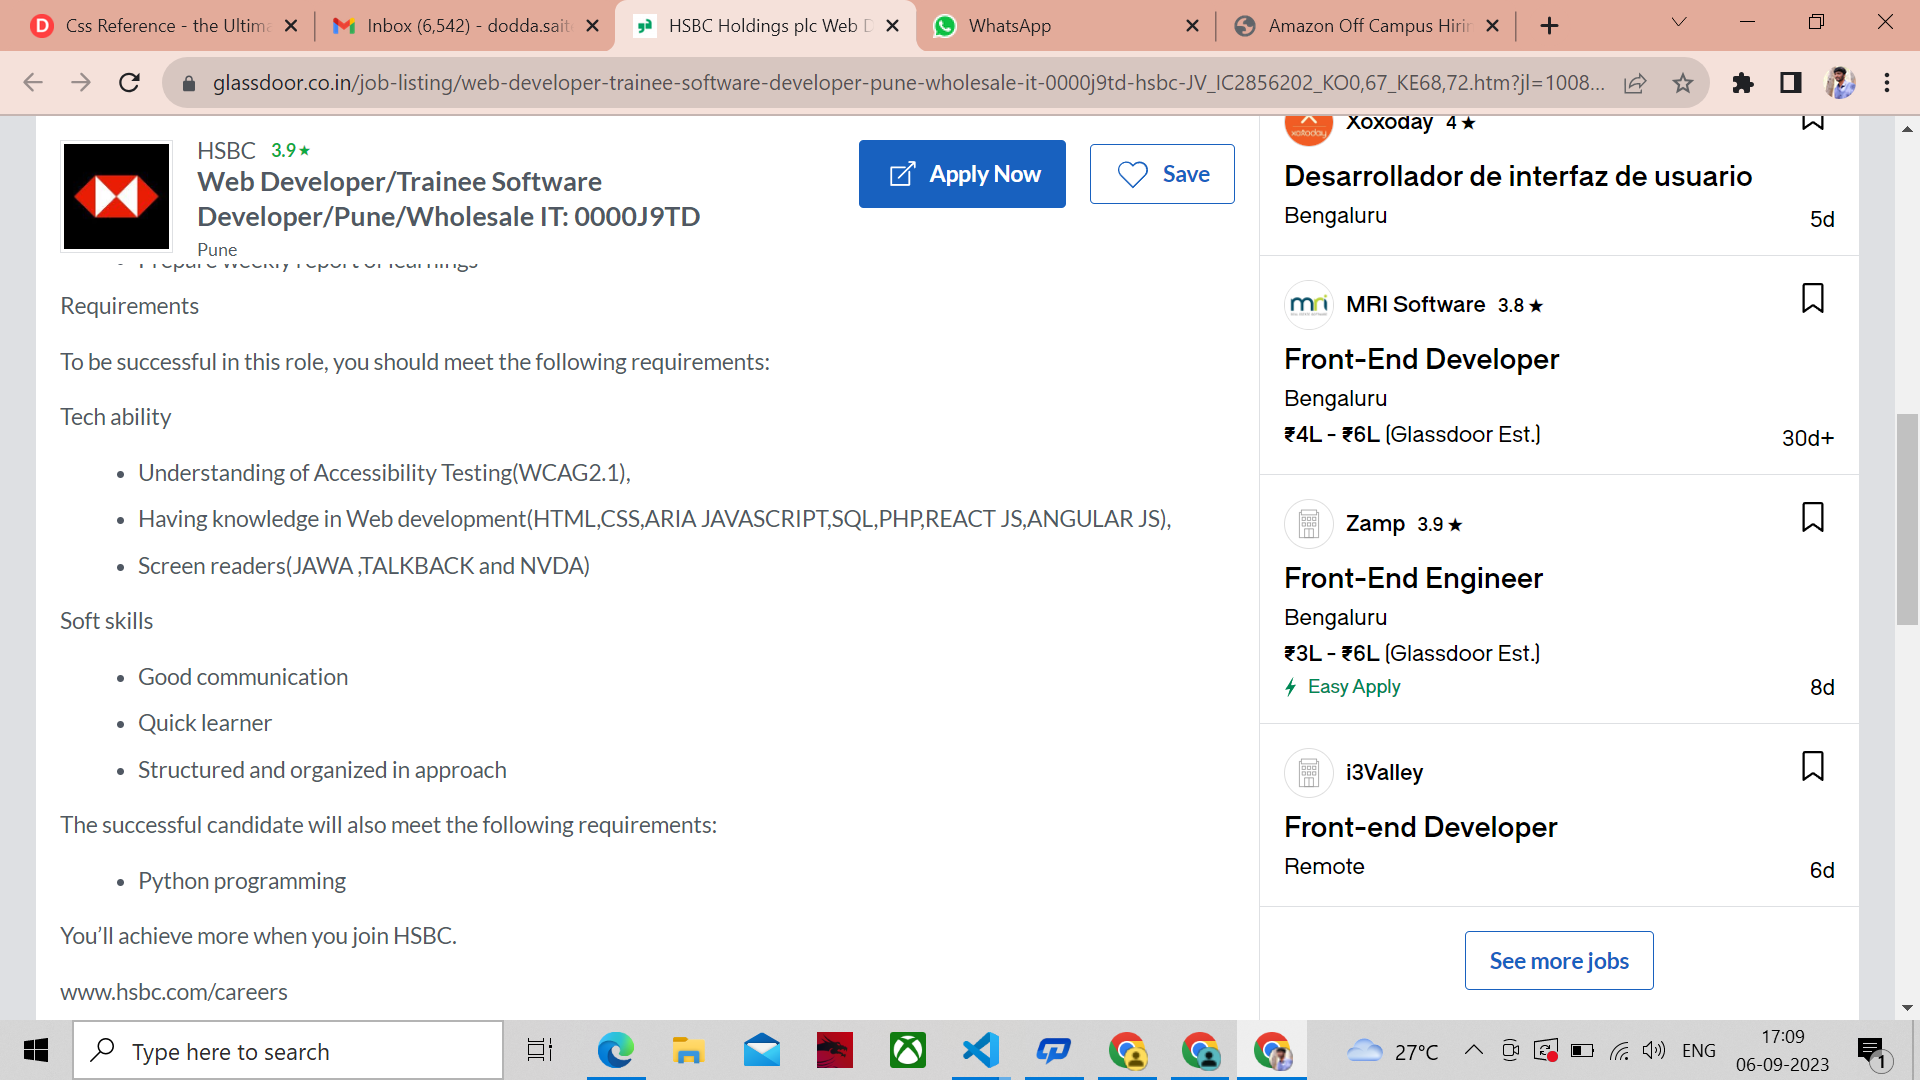 Css Reference - the Ultima
Inbox (6,542) - dodda.sait
HSBC Holdings plc Web D
WhatsApp
Amazon Off Campus Hirin
glassdoor.co.in/job-listing/web-developer-trainee-software-developer-pune-wholesale-it-0000j9td-hsbc-JV_IC2856202_KO0,67_KE68,72.htm?jl=1008...
HSBC 3.9★
Web Developer/Trainee Software
Developer/Pune/Wholesale IT: 0000J9TD
Pune
Apply Now
Save
• Prepare weekly report of learnings
Requirements
To be successful in this role, you should meet the following requirements:
Tech ability
• Understanding of Accessibility Testing(WCAG2.1),
• Having knowledge in Web development(HTML,CSS,ARIA JAVASCRIPT,SQL,PHP,REACT JS,ANGULAR JS),
• Screen readers(JAWA ,TALKBACK and NVDA)
Soft skills
• Good communication
• Quick learner
• Structured and organized in approach
The successful candidate will also meet the following requirements:
• Python programming
You’ll achieve more when you join HSBC.
www.hsbc.com/careers
xoxoday
Xoxoday 4 ★
Desarrollador de interfaz de usuario
Bengaluru
5d
mri
MRI Software 3.8 ★
Front-End Developer
Bengaluru
₹4L - ₹6L (Glassdoor Est.)
30d+
Zamp 3.9 ★
Front-End Engineer
Bengaluru
₹3L - ₹6L (Glassdoor Est.)
Easy Apply
8d
i3Valley
Front-end Developer
Remote
6d
See more jobs
Type here to search
27°C
ENG
17:09
06-09-2023
1